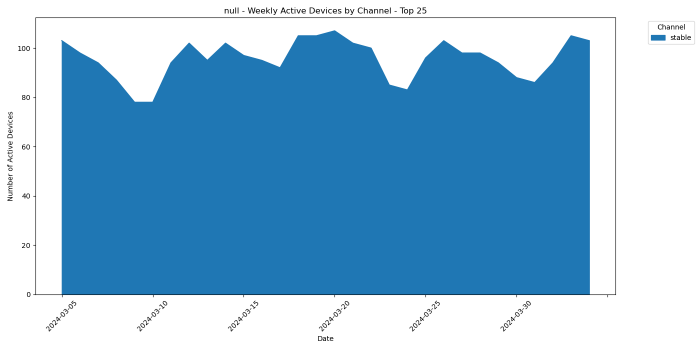 null - Weekly Active Devices by Channel - Top 25
Channel
stable
Number of Active Devices
100
80
60
40
20
0
2024-03-05
2024-03-10
2024-03-15
2024-03-20
2024-03-25
2024-03-30
Date